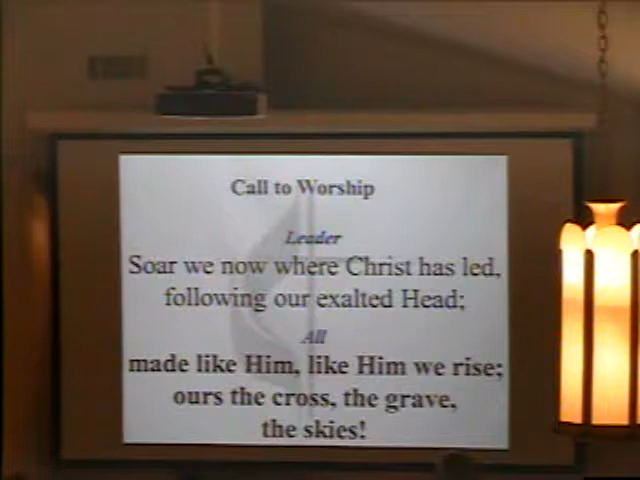 Call to Worship
Leader
Soar we now where Christ has led,
following our exalted Head;
All
made like Him, like Him we rise;
ours the cross, the grave,
the skies!